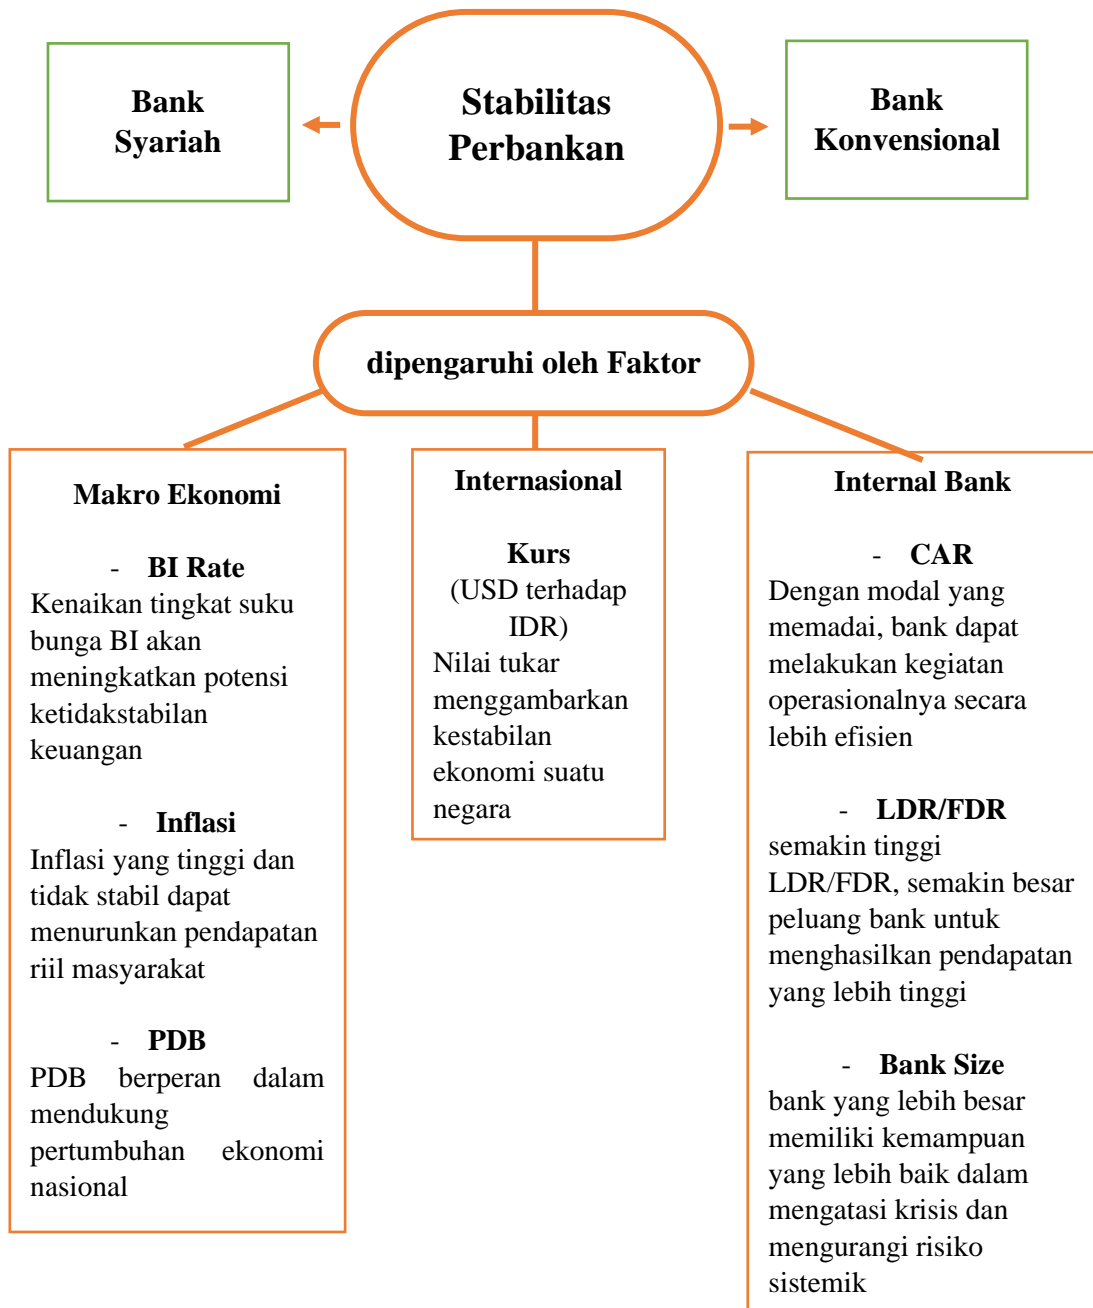 Bank
Syariah
Stabilitas
Perbankan
Bank
Konvensional
dipengaruhi oleh Faktor
Makro Ekonomi
- BI Rate
Kenaikan tingkat suku
bunga BI akan
meningkatkan potensi
ketidakstabilan
keuangan
- Inflasi
Inflasi yang tinggi dan
tidak stabil dapat
menurunkan pendapatan
riil masyarakat
- PDB
PDB berperan dalam
mendukung
pertumbuhan ekonomi
nasional
Internasional
Kurs
(USD terhadap
IDR)
Nilai tukar
menggambarkan
kestabilan
ekonomi suatu
negara
Internal Bank
- CAR
Dengan modal yang
memadai, bank dapat
melakukan kegiatan
operasionalnya secara
lebih efisien
- LDR/FDR
semakin tinggi
LDR/FDR, semakin besar
peluang bank untuk
menghasilkan pendapatan
yang lebih tinggi
- Bank Size
bank yang lebih besar
memiliki kemampuan
yang lebih baik dalam
mengatasi krisis dan
mengurangi risiko
sistemik